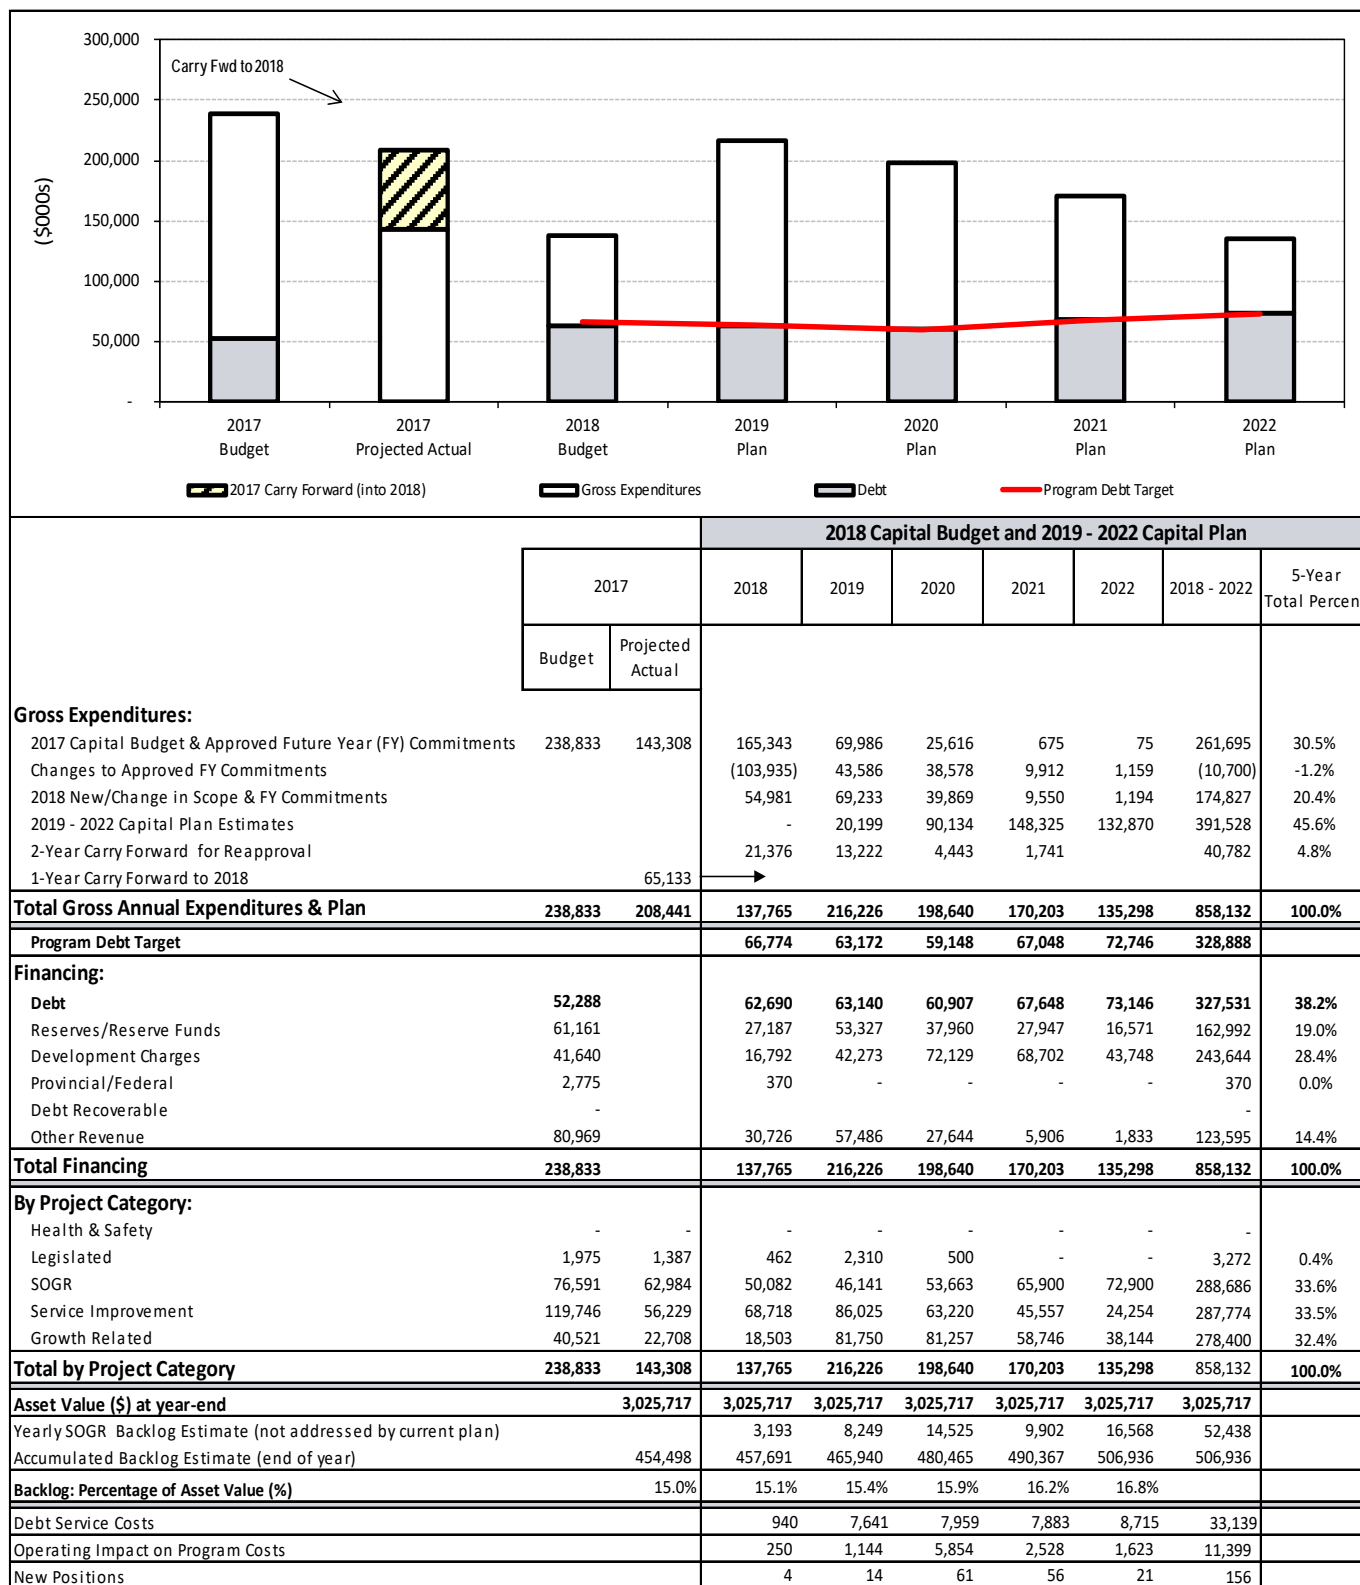 300,000
250,000
200,000
150,000
100,000
50,000
-
($000s)
Carry Fwd to 2018
2017 Budget
2017 Projected Actual
2018 Budget
2019 Plan
2020 Plan
2021 Plan
2022 Plan
2017 Carry Forward (into 2018) Gross Expenditures Debt Program Debt Target
2018 Capital Budget and 2019 - 2022 Capital Plan
2017 2018 2019 2020 2021 2022 2018 - 2022 5-Year Total Percen
Budget Projected Actual
Gross Expenditures:
2017 Capital Budget & Approved Future Year (FY) Commitments 238,833 143,308 165,343 69,986 25,616 675 75 261,695 30.5%
Changes to Approved FY Commitments (103,935) 43,586 38,578 9,912 1,159 (10,700) -1.2%
2018 New/Change in Scope & FY Commitments 54,981 69,233 39,869 9,550 1,194 174,827 20.4%
2019 - 2022 Capital Plan Estimates - 20,199 90,134 148,325 132,870 391,528 45.6%
2-Year Carry Forward for Reapproval 21,376 13,222 4,443 1,741 40,782 4.8%
1-Year Carry Forward to 2018 65,133
Total Gross Annual Expenditures & Plan 238,833 208,441 137,765 216,226 198,640 170,203 135,298 858,132 100.0%
Program Debt Target 66,774 63,172 59,148 67,048 72,746 328,888
Financing:
Debt 52,288 62,690 63,140 60,907 67,648 73,146 327,531 38.2%
Reserves/Reserve Funds 61,161 27,187 53,327 37,960 27,947 16,571 162,992 19.0%
Development Charges 41,640 16,792 42,273 72,129 68,702 43,748 243,644 28.4%
Provincial/Federal 2,775 370 - - - - 370 0.0%
Debt Recoverable - -
Other Revenue 80,969 30,726 57,486 27,644 5,906 1,833 123,595 14.4%
Total Financing 238,833 137,765 216,226 198,640 170,203 135,298 858,132 100.0%
By Project Category:
Health & Safety - - - - - - - -
Legislated 1,975 1,387 462 2,310 500 - - 3,272 0.4%
SOGR 76,591 62,984 50,082 46,141 53,663 65,900 72,900 288,686 33.6%
Service Improvement 119,746 56,229 68,718 86,025 63,220 45,557 24,254 287,774 33.5%
Growth Related 40,521 22,708 18,503 81,750 81,257 58,746 38,144 278,400 32.4%
Total by Project Category 238,833 143,308 137,765 216,226 198,640 170,203 135,298 858,132 100.0%
Asset Value ($) at year-end 3,025,717 3,025,717 3,025,717 3,025,717 3,025,717 3,025,717 3,025,717
Yearly SOGR Backlog Estimate (not addressed by current plan) 3,193 8,249 14,525 9,902 16,568 52,438
Accumulated Backlog Estimate (end of year) 454,498 457,691 465,940 480,465 490,367 506,936 506,936
Backlog: Percentage of Asset Value (%) 15.0% 15.1% 15.4% 15.9% 16.2% 16.8%
Debt Service Costs 940 7,641 7,959 7,883 8,715 33,139
Operating Impact on Program Costs 250 1,144 5,854 2,528 1,623 11,399
New Positions 4 14 61 56 21 156